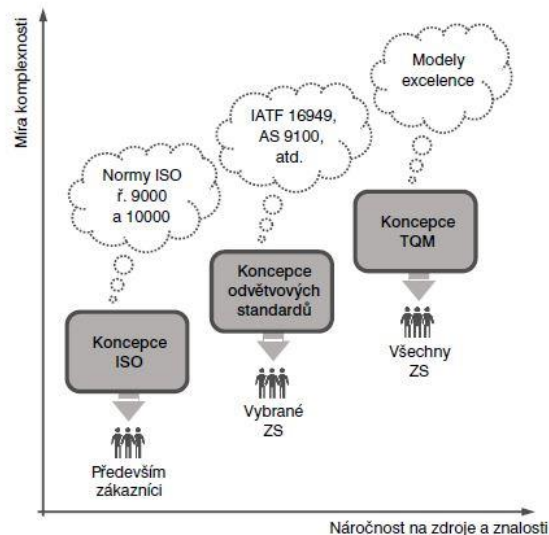 Míra komplexnosti
Modely
excelence
IATF 16949,
AS 9100,
atd.
Normy ISO
ř. 9000
a 10000
Koncepce
TQM
Koncepce
odvětvových
standardů
Koncepce
ISO
Všechny
ZS
Vybrané
ZS
Především
zákazníci
Náročnost na zdroje a znalosti